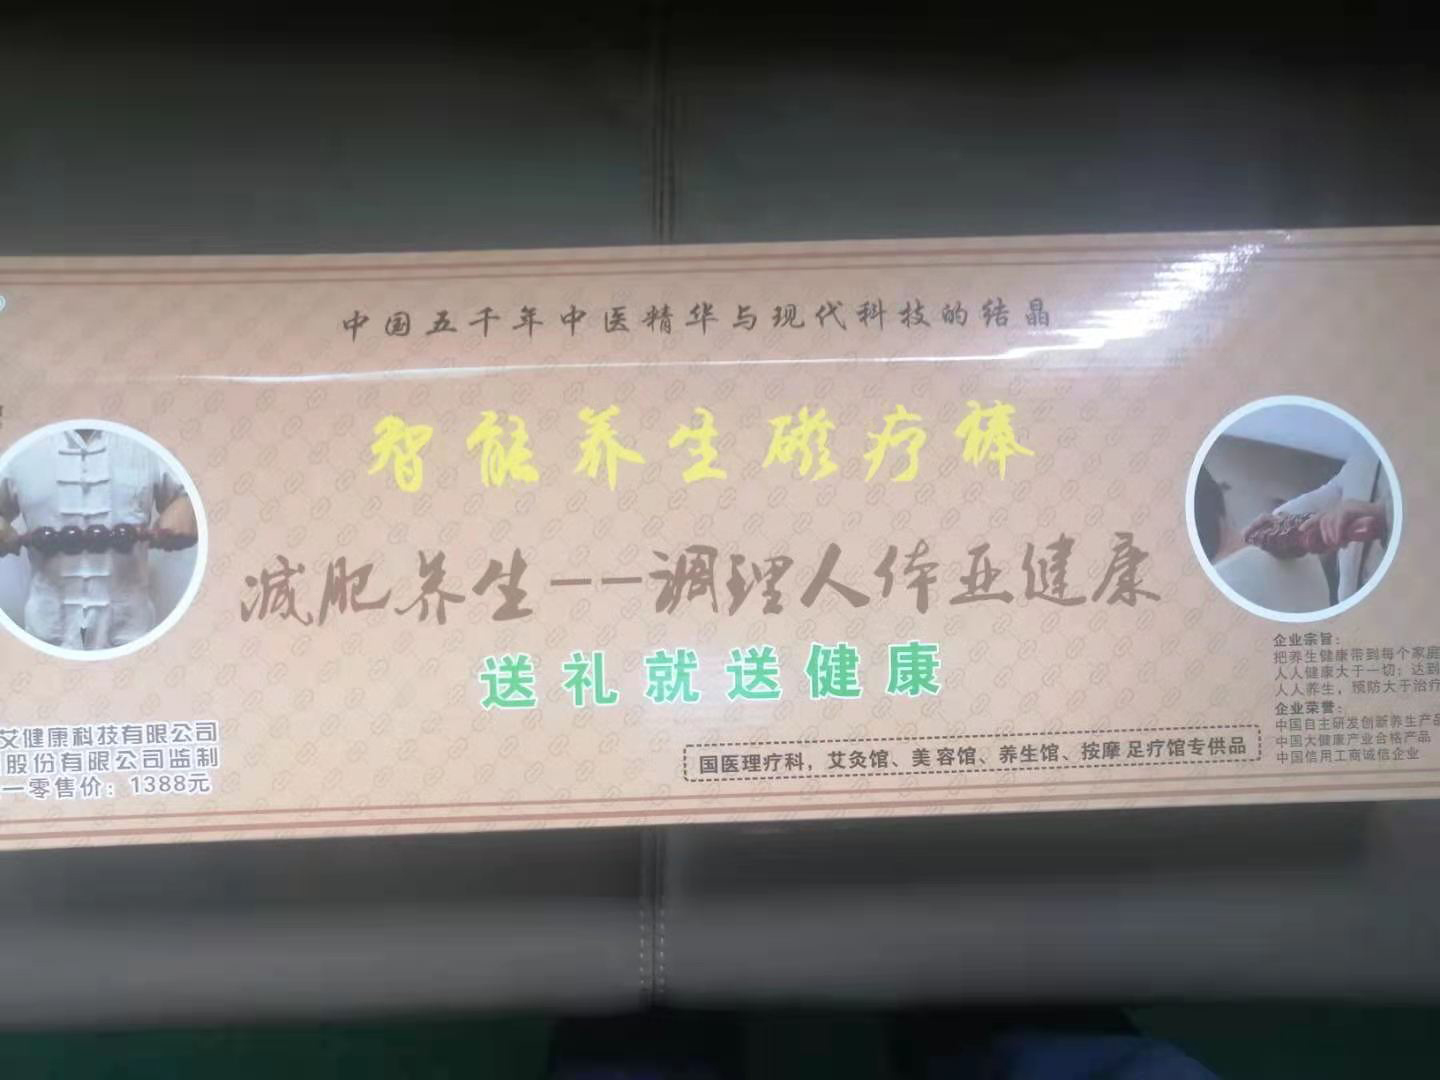 中国五千年中医精华与现代科技的结晶
智能养生磁疗棒
减肥养生——调理人体亚健康
送礼就送健康
艾健康科技有限公司
股份有限公司监制
一零售价：1388元
国医理疗科，艾灸馆、美容馆、养生馆、按摩足疗馆专供品
企业宗旨：
把养生健康带到每个家庭
人人健康大于一切；达到
人人养生，预防大于治疗
企业荣誉：
中国自主研发创新养生产品
中国大健康产业合格产品
中国信用工商诚信企业